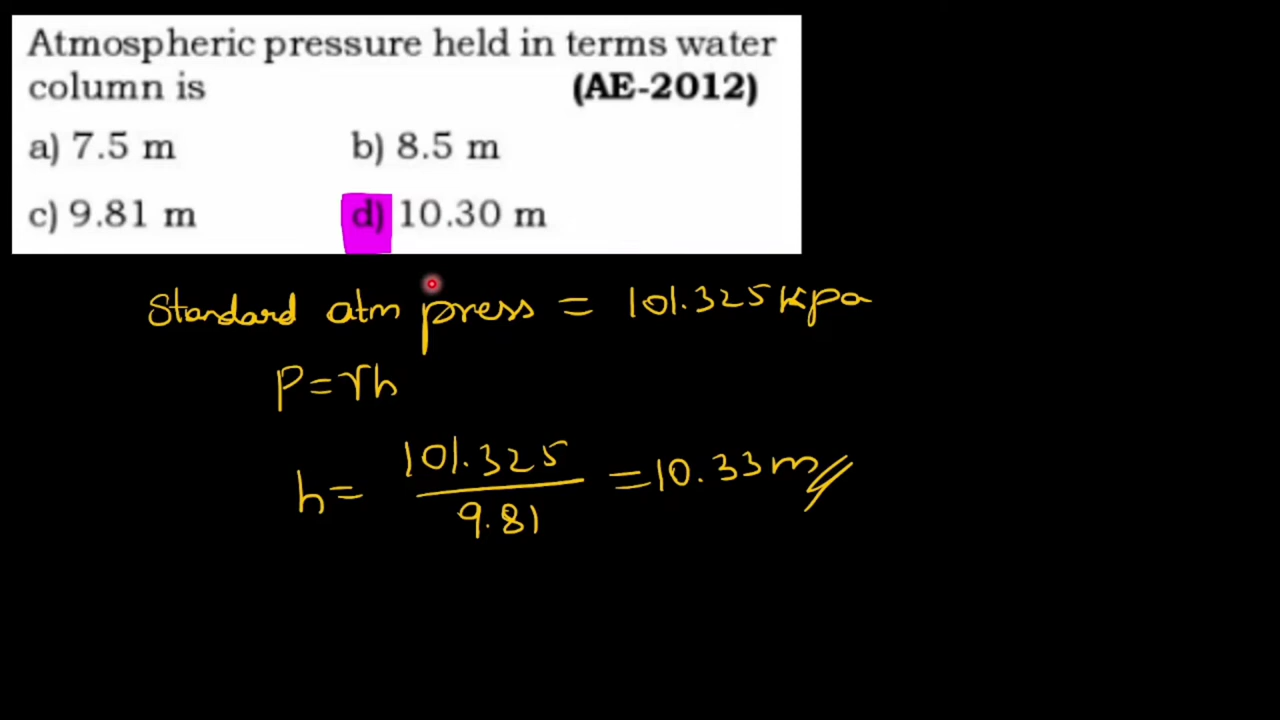 Atmospheric pressure held in terms water
column is (AE-2012)
a) 7.5 m b) 8.5 m
c) 9.81 m d) 10.30 m
Standard atm press = 101.325 kpa
P = γh
h = 101.325 / 9.81 = 10.33 m